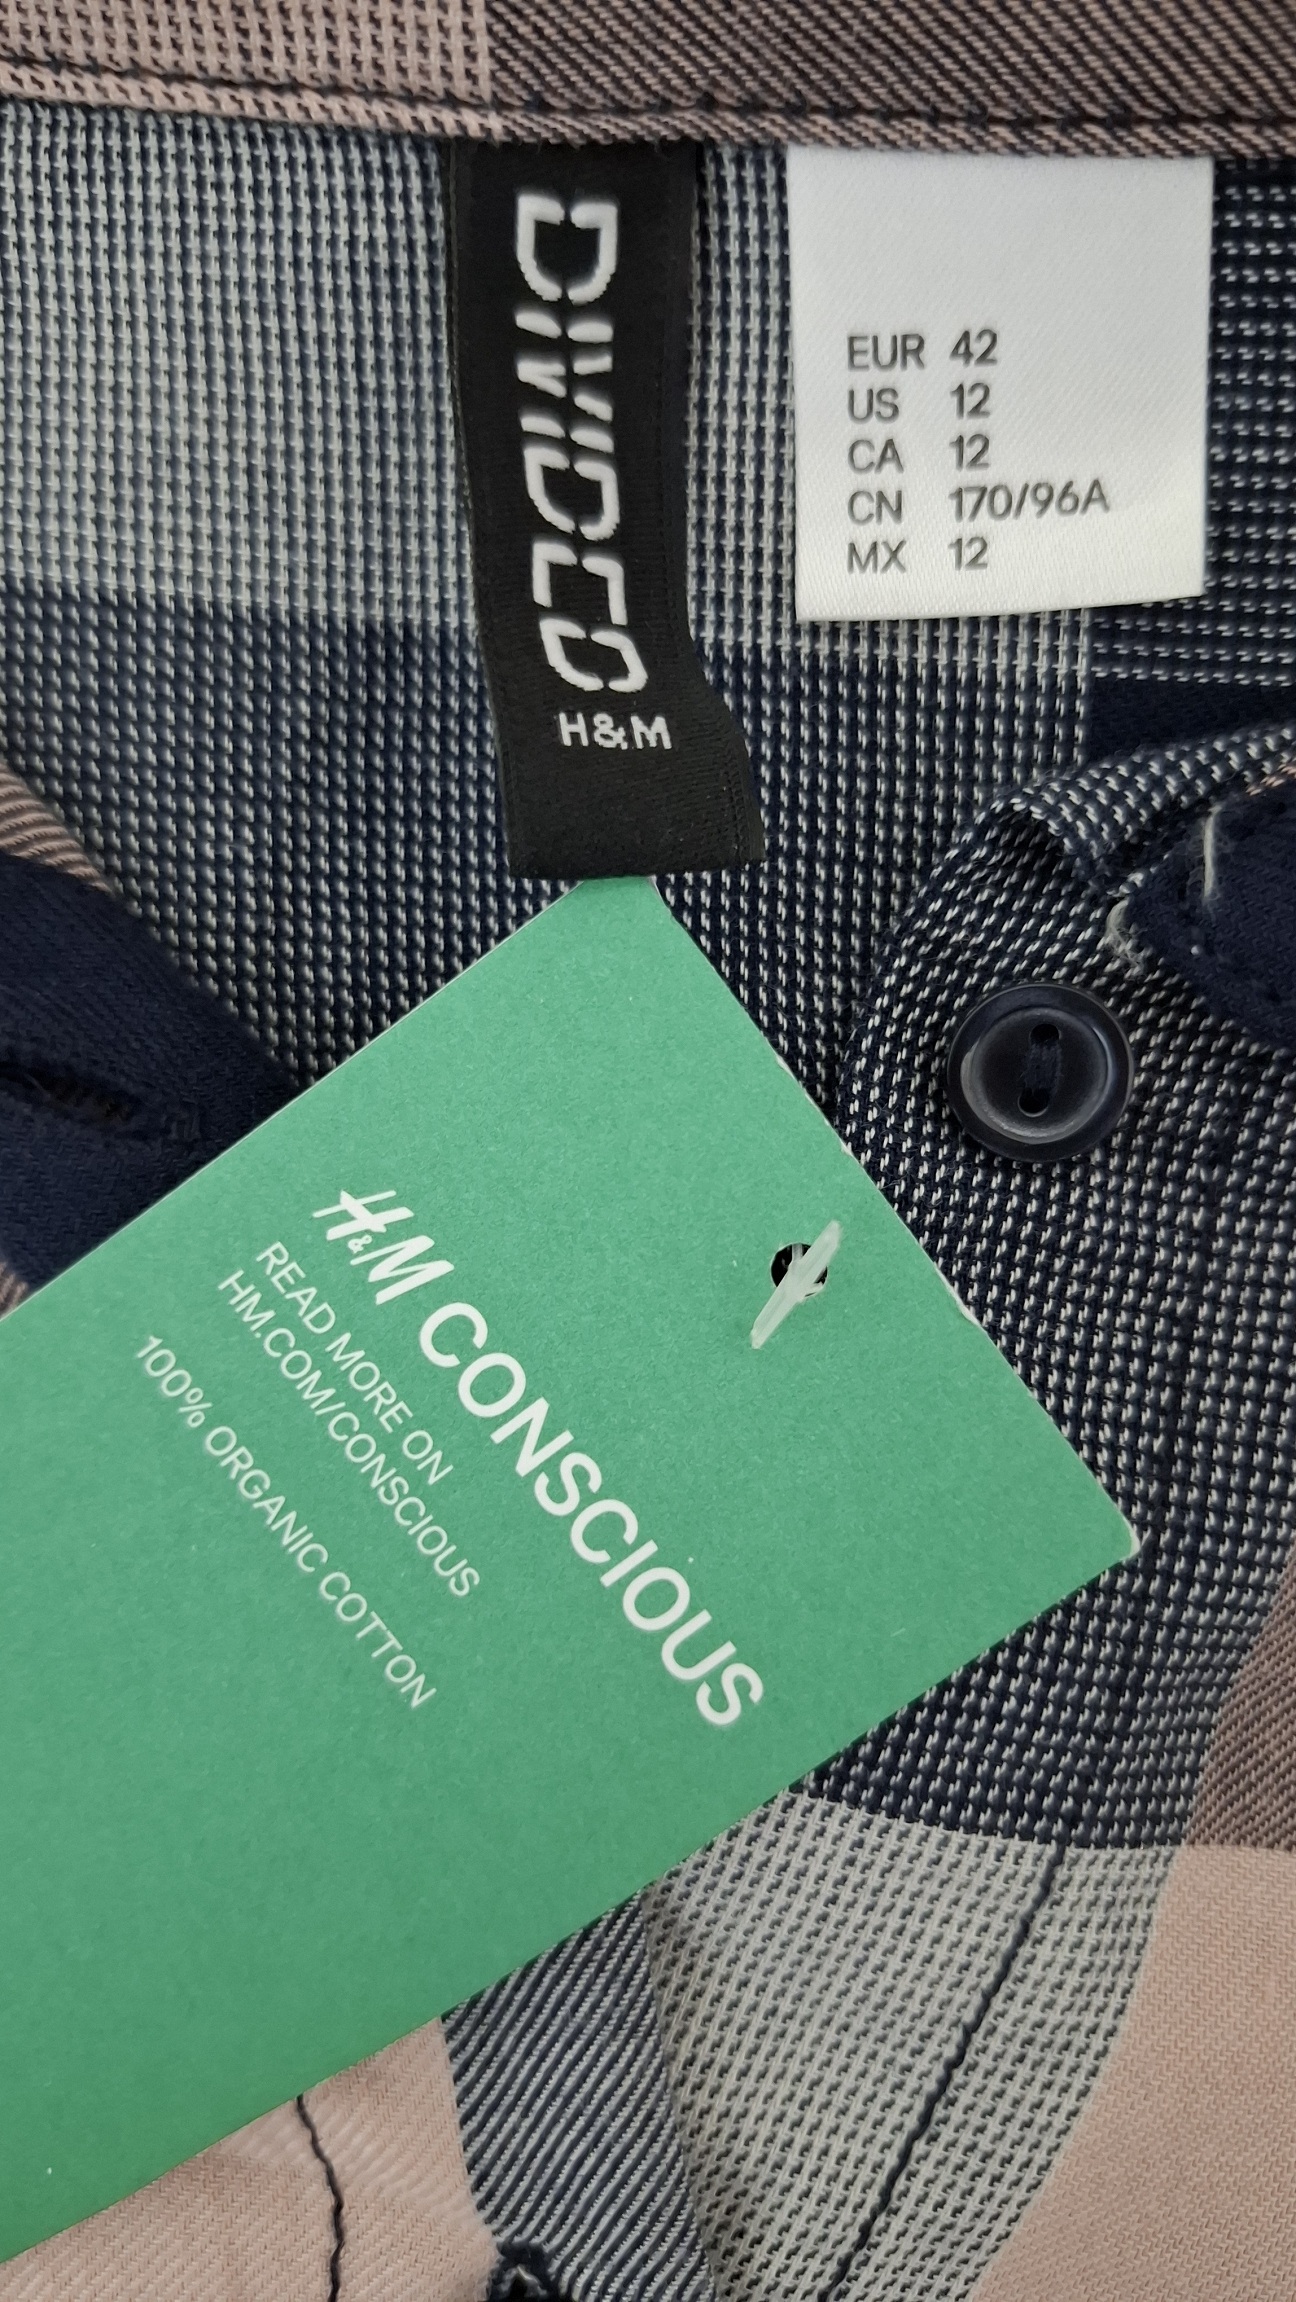 DIVIDED
H&M
EUR 42
US 12
CA 12
CN 170/96A
MX 12
H&M CONSCIOUS
READ MORE ON
HM.COM/CONSCIOUS
100% ORGANIC COTTON